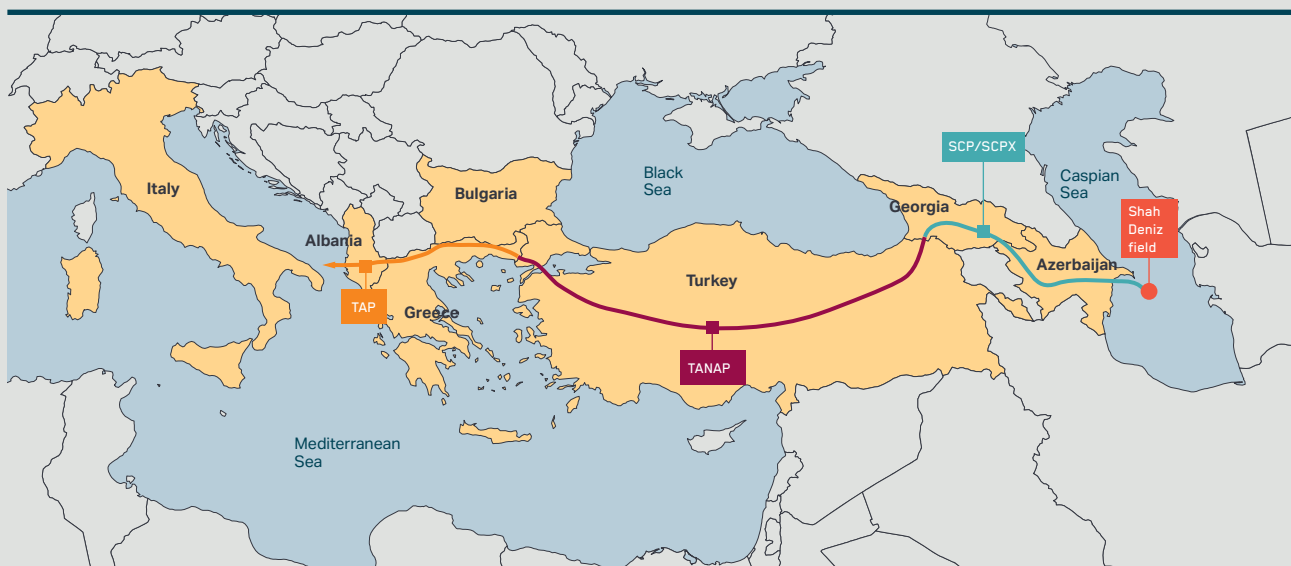 SCP/SCPX
Black
Sea
Caspian
Sea
Italy
Bulgaria
Georgia
Shah
Deniz
field
Albania
Azerbaijan
Turkey
TAP
Greece
TANAP
Mediterranean
Sea